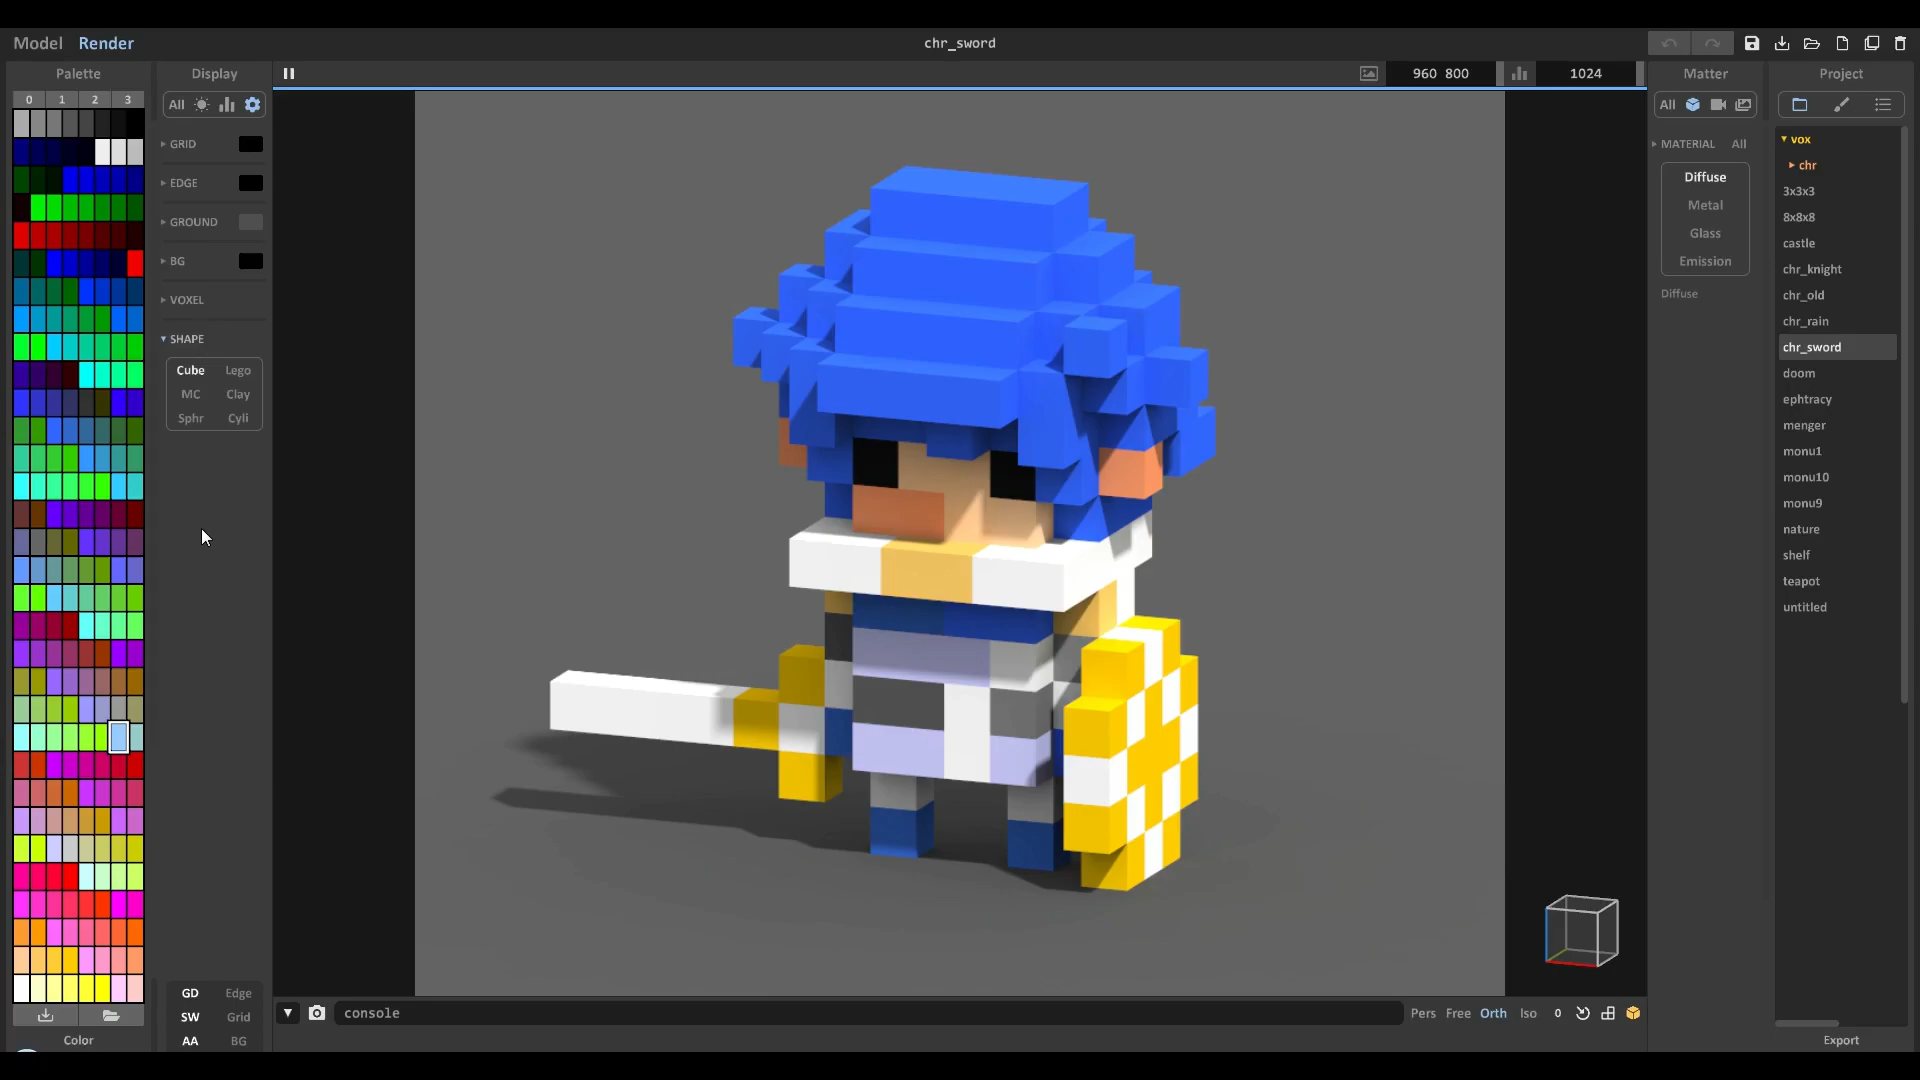 Model Render
chr_sword
Palette
Display
960 800
1024
Matter
Project
0 1 2 3
All
All
GRID
EDGE
GROUND
BG
VOXEL
SHAPE
Cube Lego
MC Clay
Sphr Cyli
MATERIAL All
Diffuse
Metal
Glass
Emission
Diffuse
vox
chr
3x3x3
8x8x8
castle
chr_knight
chr_old
chr_rain
chr_sword
doom
ephtracy
menger
monu1
monu10
monu9
nature
shelf
teapot
untitled
GD Edge
SW Grid
AA BG
console
Pers Free Orth Iso 0
Color
Export